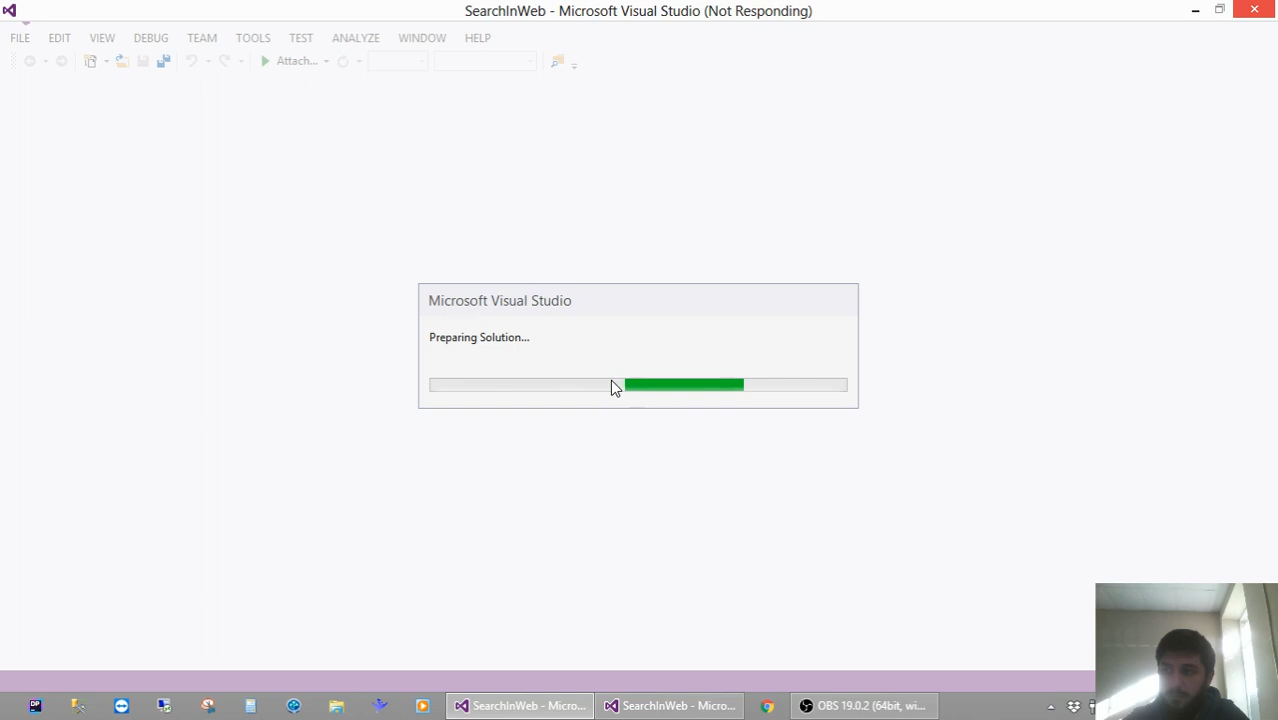 SearchInWeb - Microsoft Visual Studio (Not Responding)
FILE EDIT VIEW DEBUG TEAM TOOLS TEST ANALYZE WINDOW HELP
Attach...
Microsoft Visual Studio
Preparing Solution...
DP SearchInWeb - Micro... SearchInWeb - Micro... OBS 19.0.2 (64bit, wi...